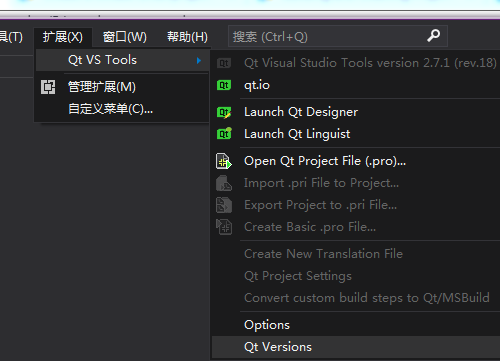 具(T) 扩展(X) 窗口(W) 帮助(H) 搜索 (Ctrl+Q)
Qt VS Tools
管理扩展(M)
自定义菜单(C)...
Qt Visual Studio Tools version 2.7.1 (rev.18)
qt.io
Launch Qt Designer
Launch Qt Linguist
Open Qt Project File (.pro)...
Import .pri File to Project...
Export Project to .pri File...
Create Basic .pro File...
Create New Translation File
Qt Project Settings
Convert custom build steps to Qt/MSBuild
Options
Qt Versions